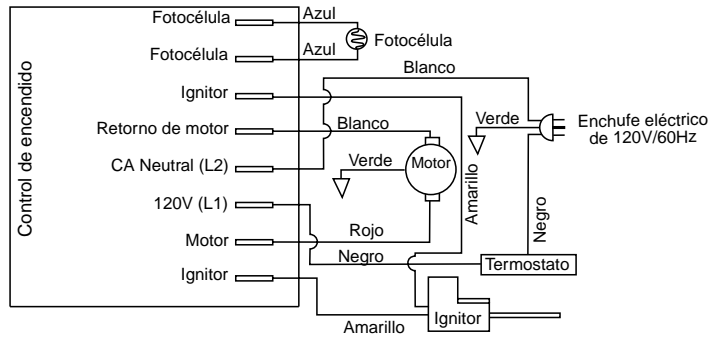 Control de encendido
Fotocélula
Azul
Fotocélula
Azul
Fotocélula
Blanco
Ignitor
Retorno de motor
Blanco
Verde
Enchufe eléctrico
de 120V/60Hz
CA Neutral (L2)
Verde
Motor
Amarillo
Negro
120V (L1)
Motor
Rojo
Negro
Termostato
Ignitor
Amarillo
Ignitor